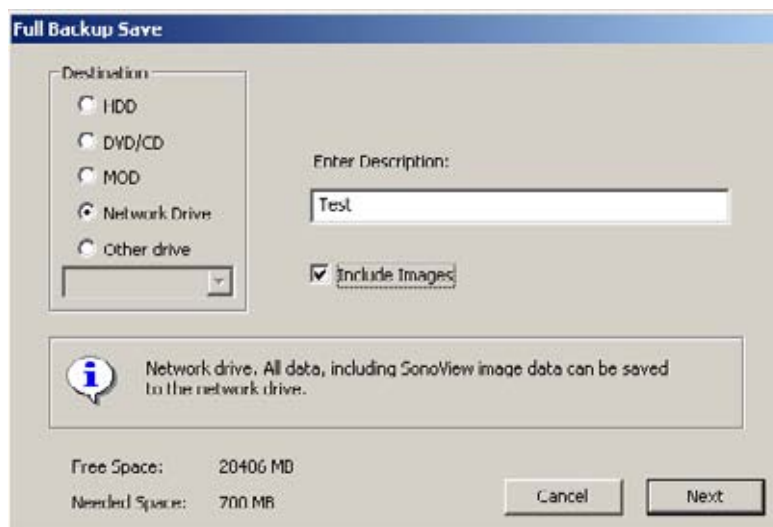 Full Backup Save
Destination
HDD
DVD/CD
MOD
Network Drive
Other drive
Enter Description:
Test
Include Images
Network drive. All data, including SonoView image data can be saved
to the network drive.
Free Space: 20406 MB
Needed Space: 700 MB
Cancel
Next